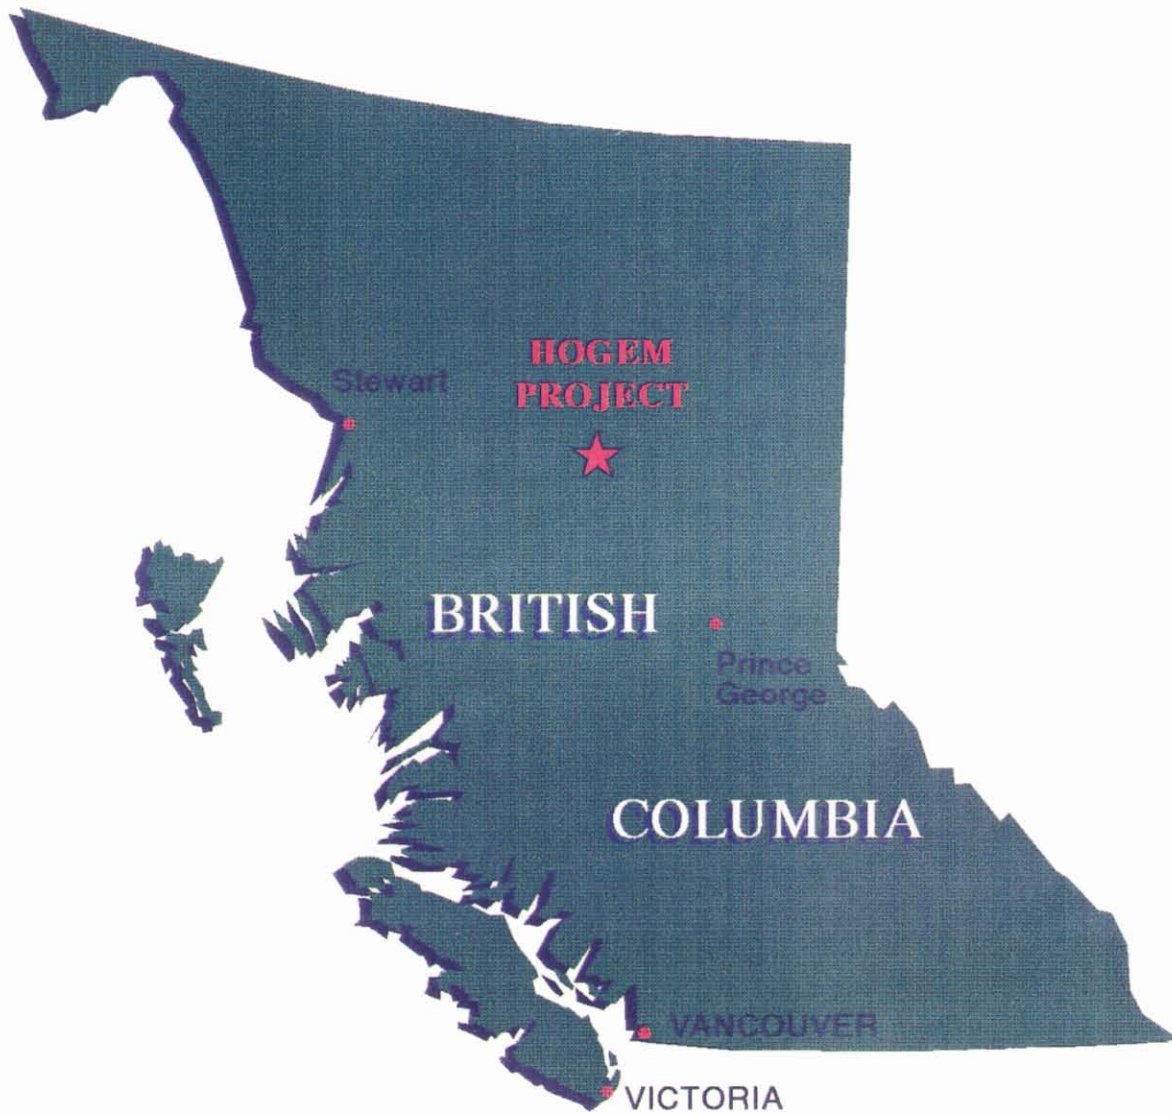 HOGEM
PROJECT
Stewart
BRITISH
Prince
George
COLUMBIA
VANCOUVER
VICTORIA